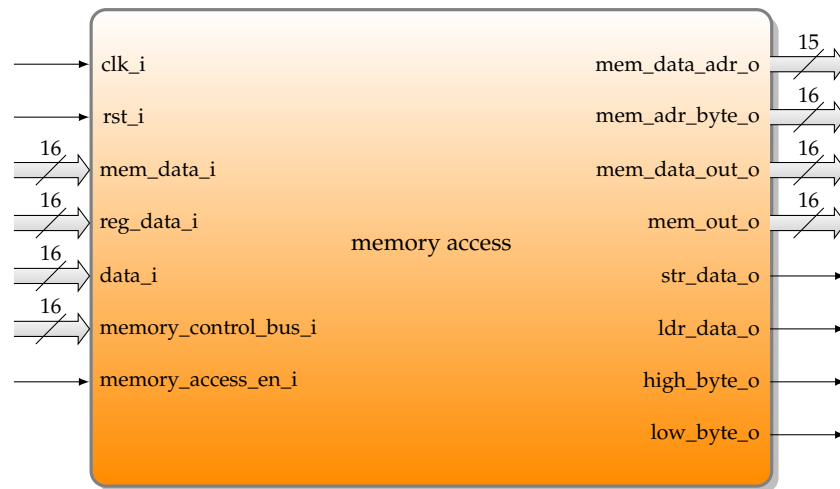 clk_i
rst_i
16
mem_data_i
16
reg_data_i
16
data_i
16
memory_control_bus_i
memory_access_en_i
memory access
15
mem_data_adr_o
16
mem_adr_byte_o
16
mem_data_out_o
16
mem_out_o
str_data_o
ldr_data_o
high_byte_o
low_byte_o